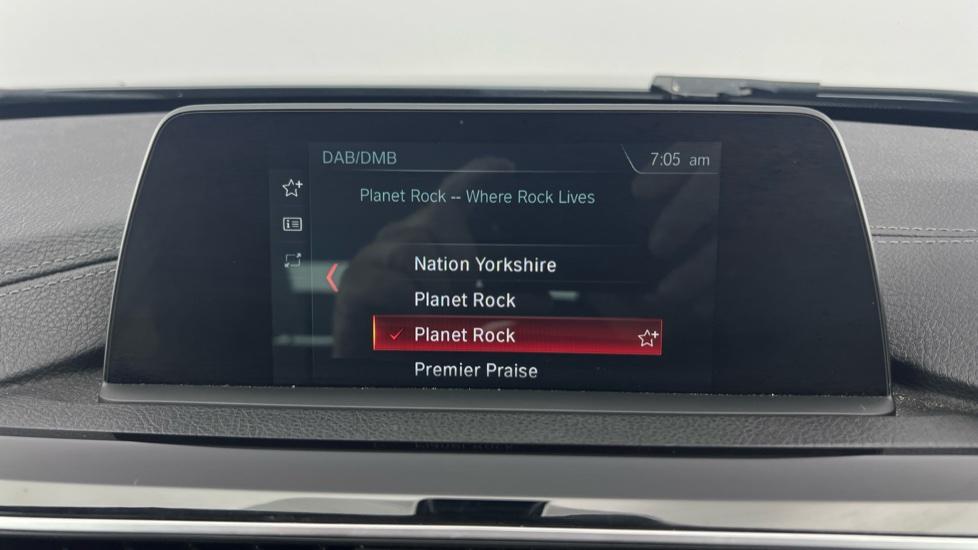 DAB/DMB
7:05 am
Planet Rock -- Where Rock Lives
Nation Yorkshire
Planet Rock
Planet Rock
Premier Praise